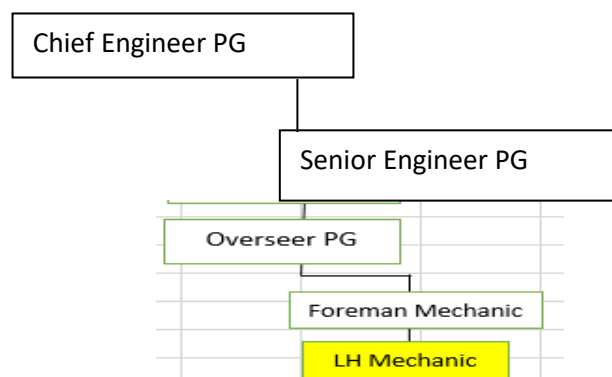 Chief Engineer PG
Senior Engineer PG
Overseer PG
Foreman Mechanic
LH Mechanic